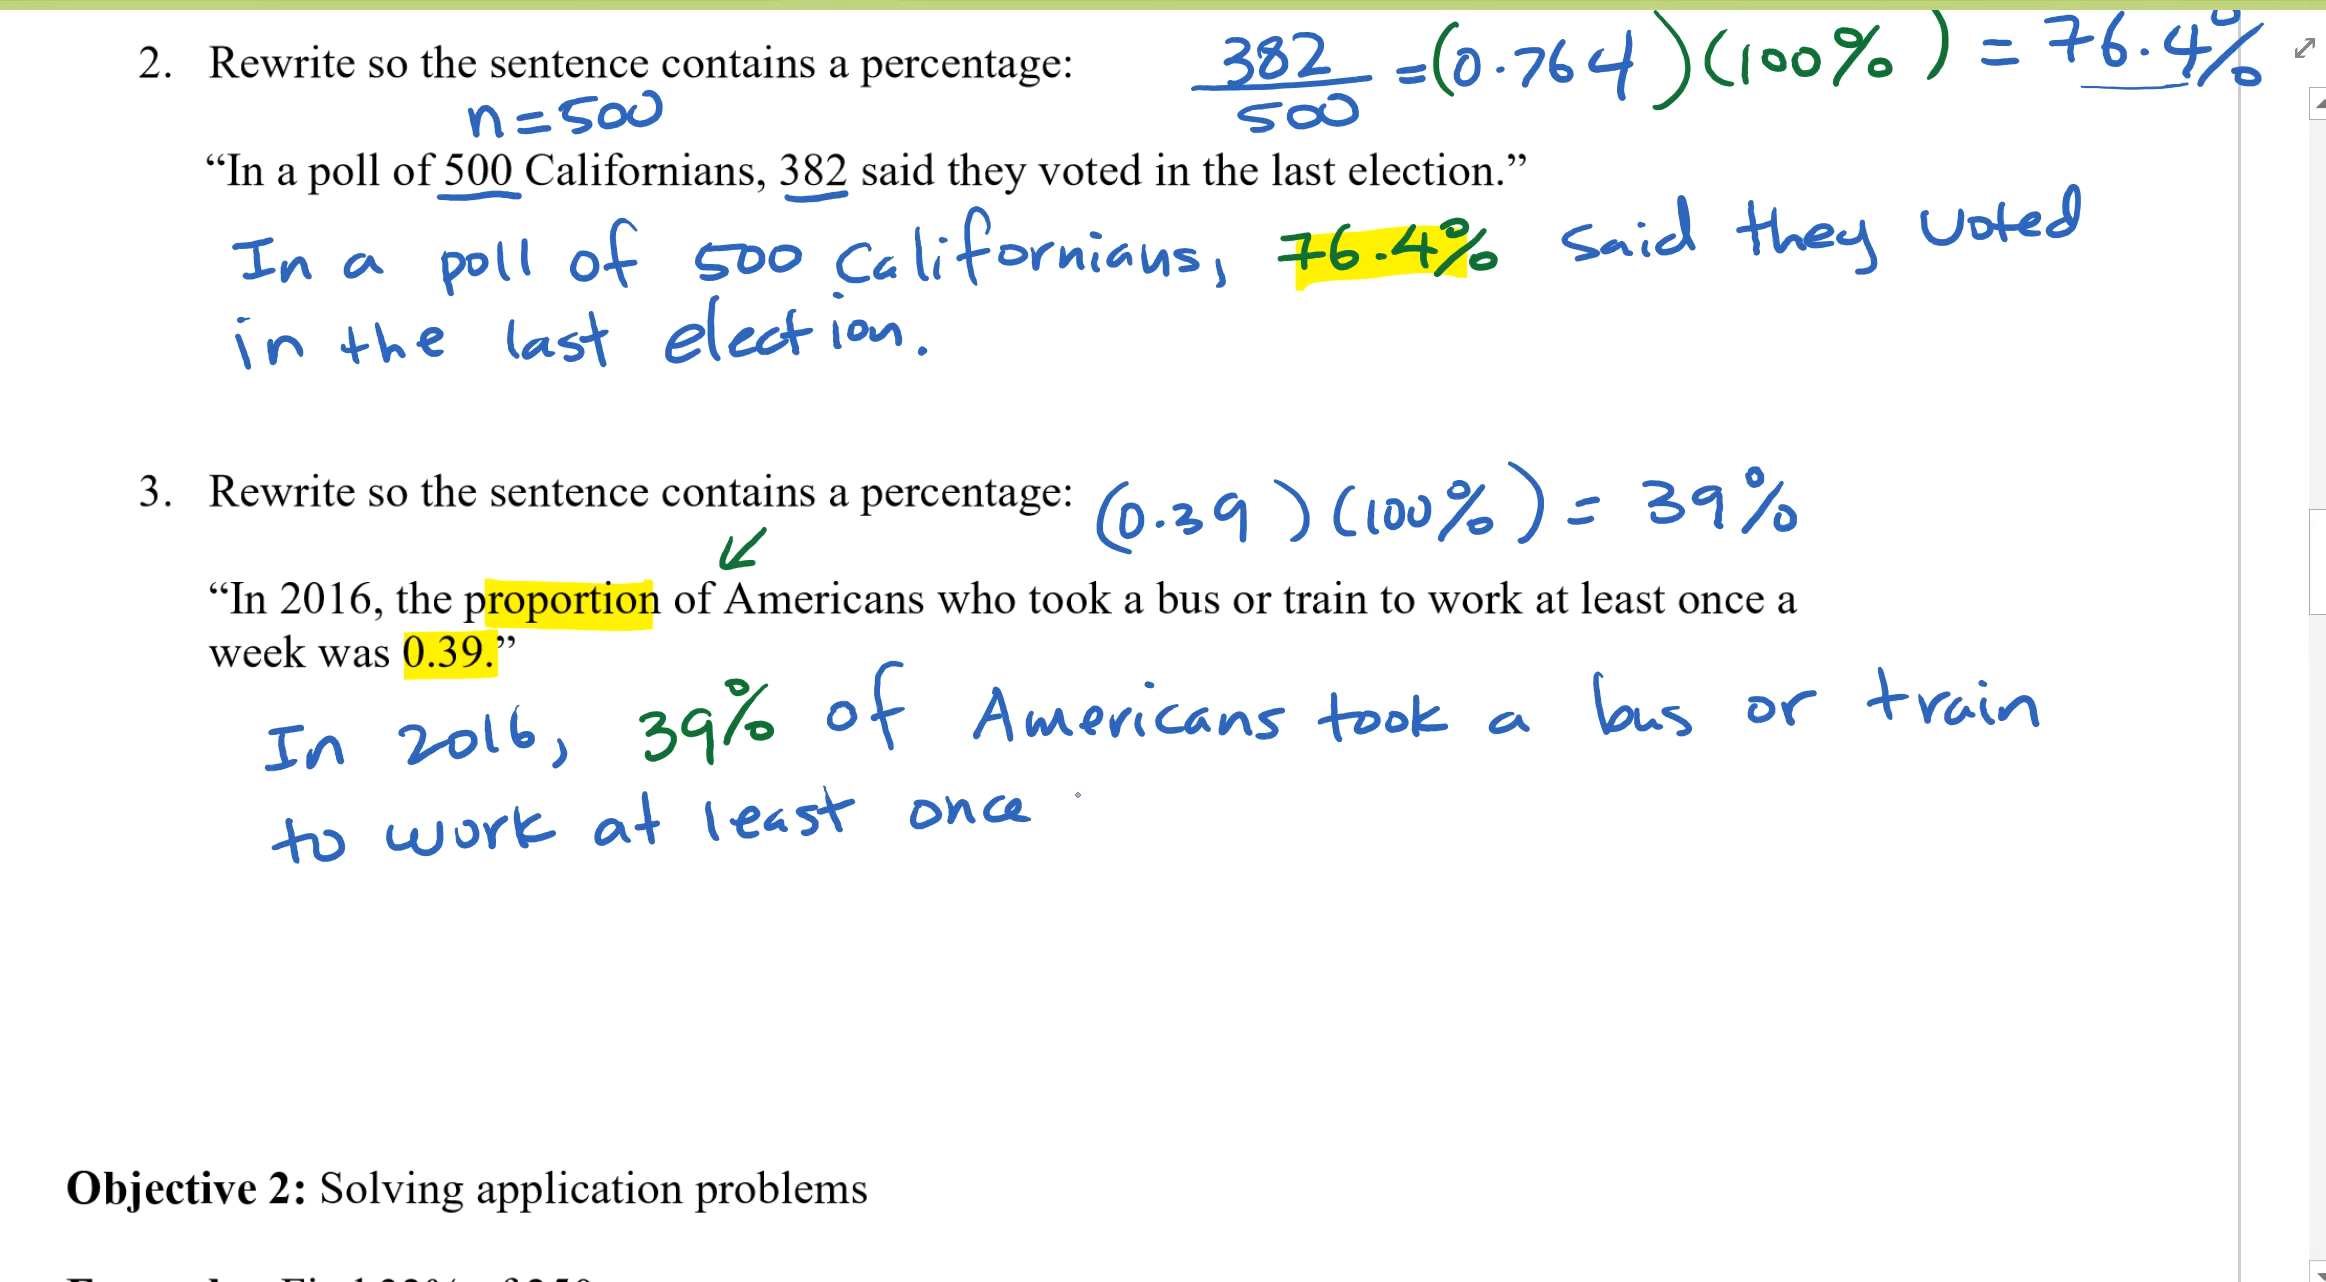 2. Rewrite so the sentence contains a percentage:
382/500 = (0.764)(100%) = 76.4%
n = 500
“In a poll of 500 Californians, 382 said they voted in the last election.”
In a poll of 500 Californians, 76.4% said they voted
in the last election.
3. Rewrite so the sentence contains a percentage: (0.39)(100%) = 39%
“In 2016, the proportion of Americans who took a bus or train to work at least once a
week was 0.39.”
In 2016, 39% of Americans took a bus or train
to work at least once
Objective 2: Solving application problems